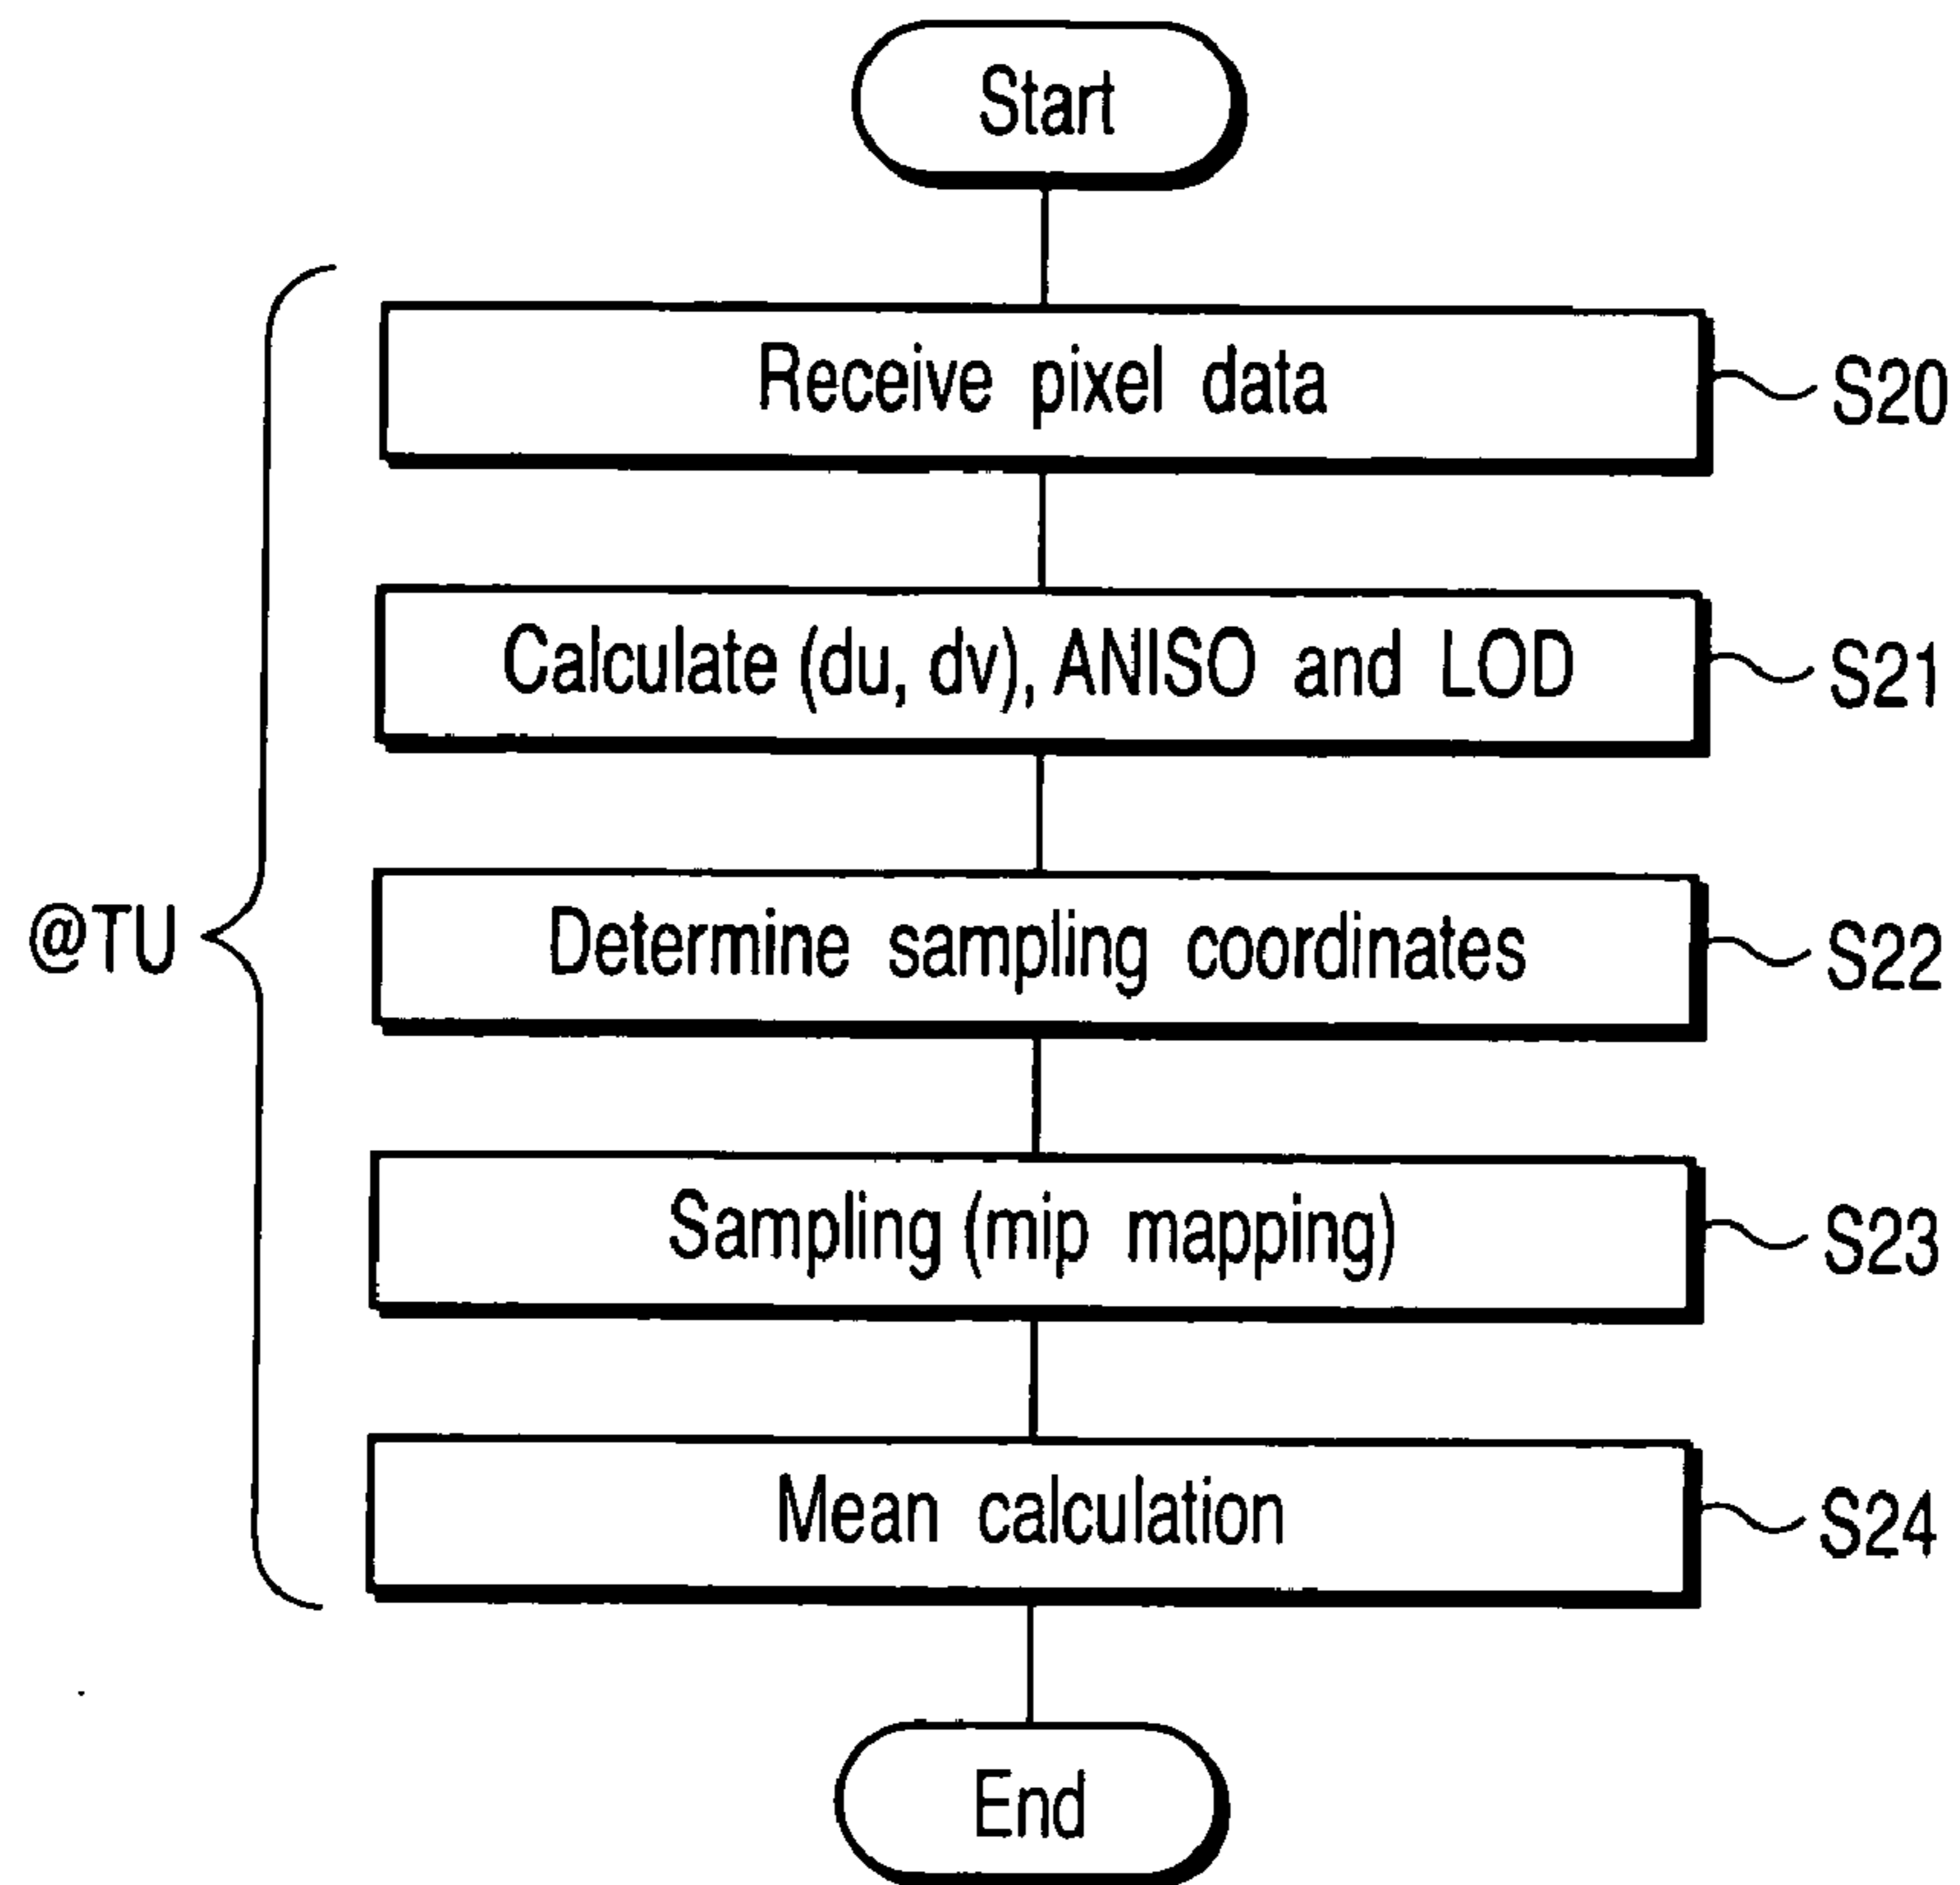 Start
Receive pixel data
S20
Calculate (du, dv), ANISO and LOD
S21
@TU
Determine sampling coordinates
S22
Sampling (mip mapping)
S23
Mean calculation
S24
End